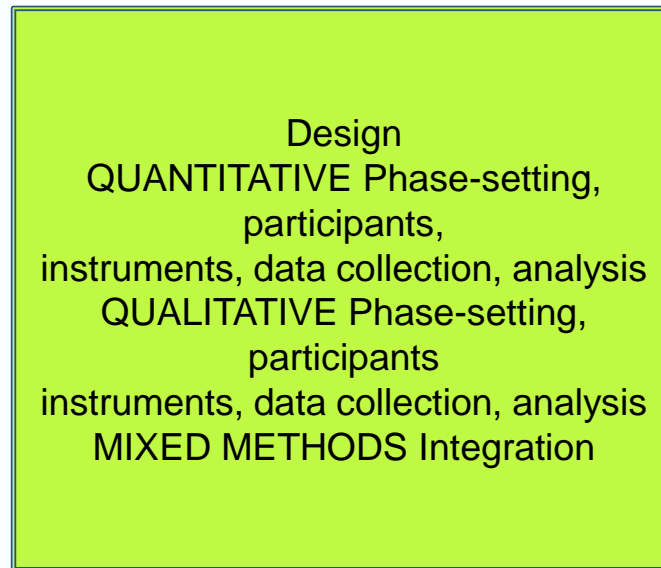 Design
QUANTITATIVE Phase-setting,
participants,
instruments, data collection, analysis
QUALITATIVE Phase-setting,
participants
instruments, data collection, analysis
MIXED METHODS Integration